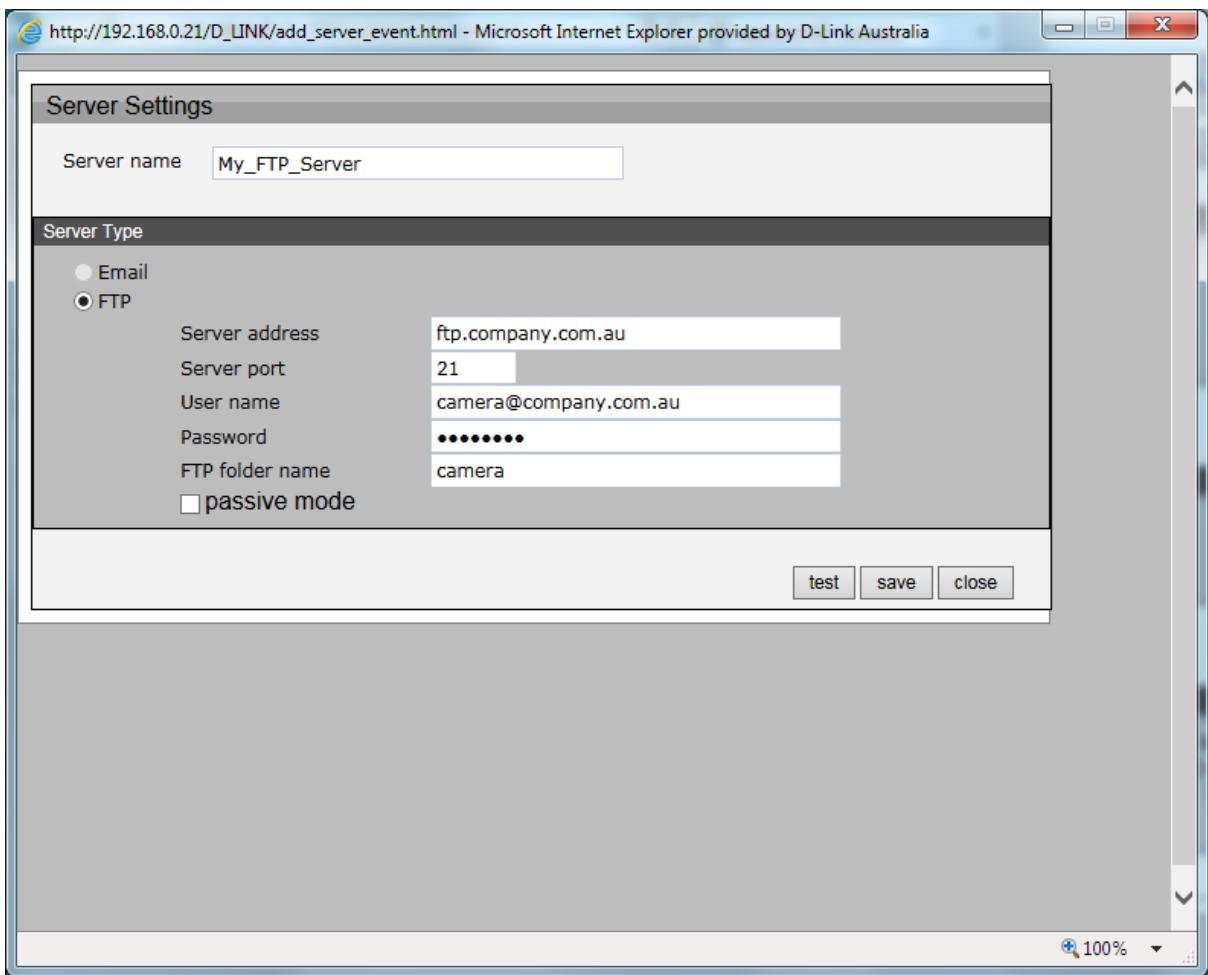 http://192.168.0.21/D_LINK/add_server_event.html - Microsoft Internet Explorer provided by D-Link Australia
Server Settings
Server name My_FTP_Server
Server Type
Email
FTP
Server address ftp.company.com.au
Server port 21
User name camera@company.com.au
Password ••••••••
FTP folder name camera
passive mode
test save close
100%